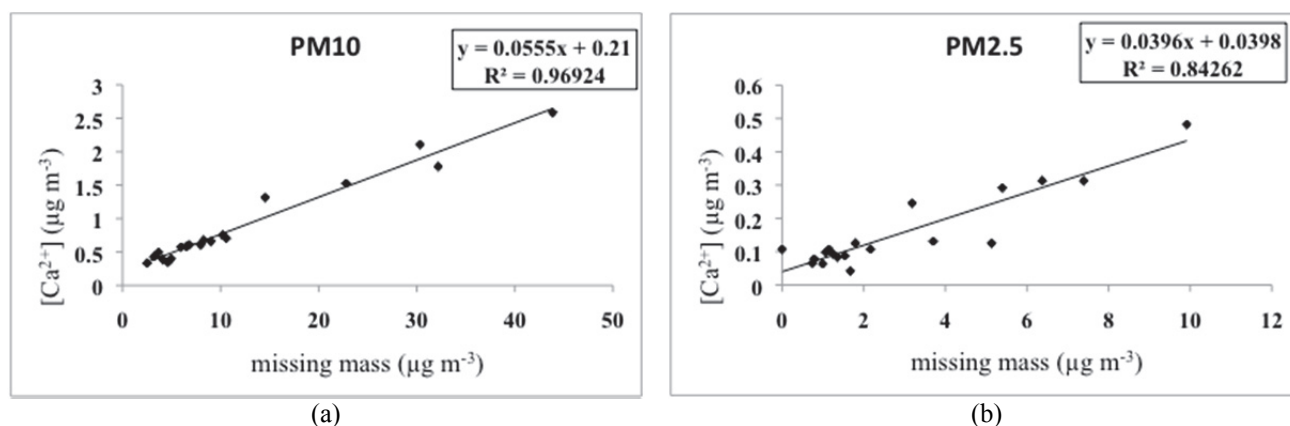 PM10
y = 0.0555x + 0.21
R² = 0.96924
[Ca²⁺] (µg m⁻³)
3
2.5
2
1.5
1
0.5
0
0 10 20 30 40 50
missing mass (µg m⁻³)
(a)
PM2.5
y = 0.0396x + 0.0398
R² = 0.84262
[Ca²⁺] (µg m⁻³)
0.6
0.5
0.4
0.3
0.2
0.1
0
0 2 4 6 8 10 12
missing mass (µg m⁻³)
(b)